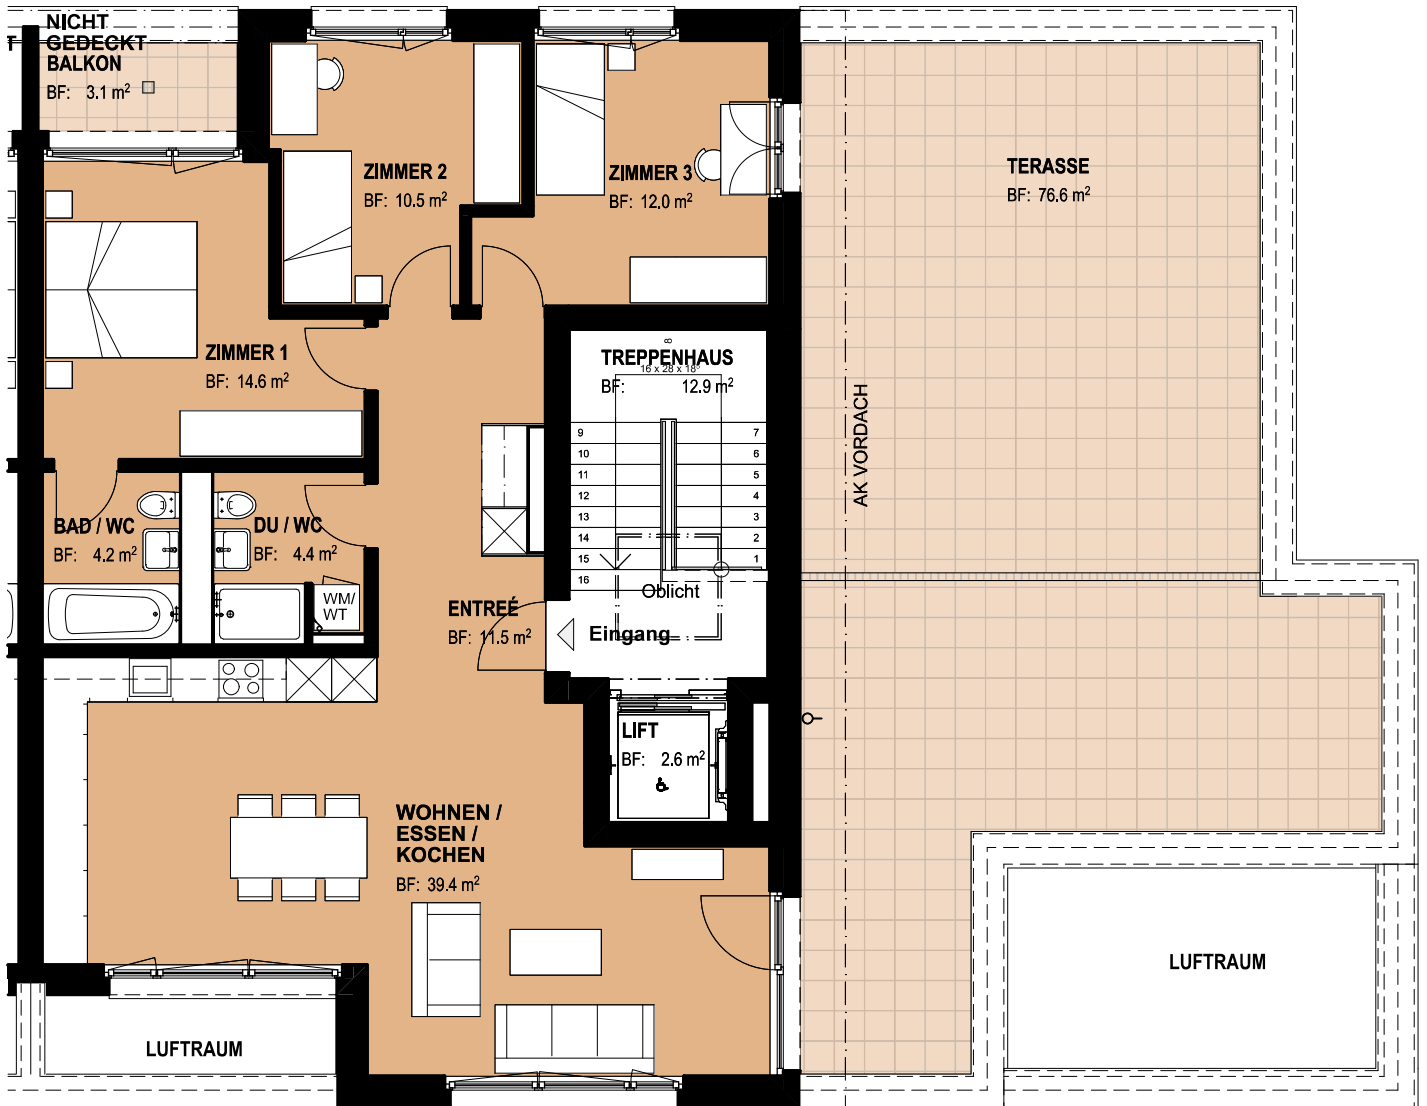 NICHT
GEDECKT
BALKON
BF: 3.1 m²
ZIMMER 2
BF: 10.5 m²
ZIMMER 3
BF: 12.0 m²
TERASSE
BF: 76.6 m²
ZIMMER 1
BF: 14.6 m²
TREPPENHAUS
16 x 28 x 18⁵
BF: 12.9 m²
8
AK VORDACH
9 7
10 6
11 5
12 4
13 3
14 2
15 1
16
BAD / WC
BF: 4.2 m²
DU / WC
BF: 4.4 m²
WM/
WT
Oblicht
ENTREÉ
BF: 11.5 m²
Eingang
LIFT
BF: 2.6 m²
WOHNEN /
ESSEN /
KOCHEN
BF: 39.4 m²
LUFTRAUM
LUFTRAUM